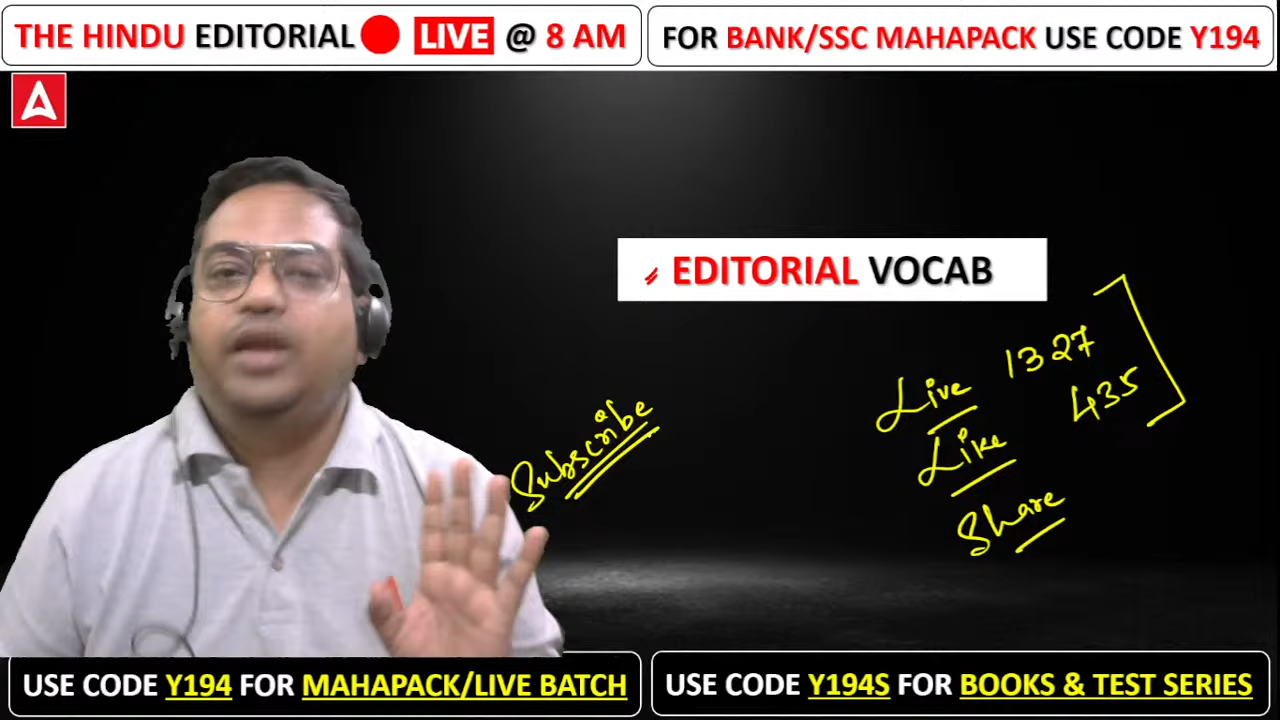 THE HINDU EDITORIAL LIVE @ 8 AM
FOR BANK/SSC MAHAPACK USE CODE Y194
EDITORIAL VOCAB
Live 1327
Like 435
Share
Subscribe
USE CODE Y194 FOR MAHAPACK/LIVE BATCH
USE CODE Y194S FOR BOOKS & TEST SERIES